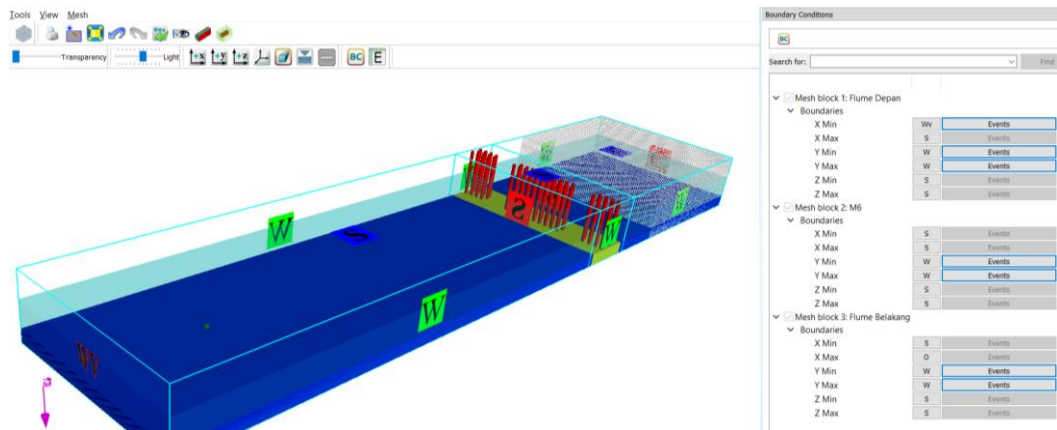 Tools View Mesh
Transparency Light BC E
W
S
W
WV
S
W
Boundary Conditions
BC
Search for: Find
Mesh block 1: Flume Depan
Boundaries
X Min Wv Events
X Max S Events
Y Min W Events
Y Max W Events
Z Min S Events
Z Max S Events
Mesh block 2: M6
Boundaries
X Min S Events
X Max S Events
Y Min W Events
Y Max W Events
Z Min S Events
Z Max S Events
Mesh block 3: Flume Belakang
Boundaries
X Min S Events
X Max O Events
Y Min W Events
Y Max W Events
Z Min S Events
Z Max S Events